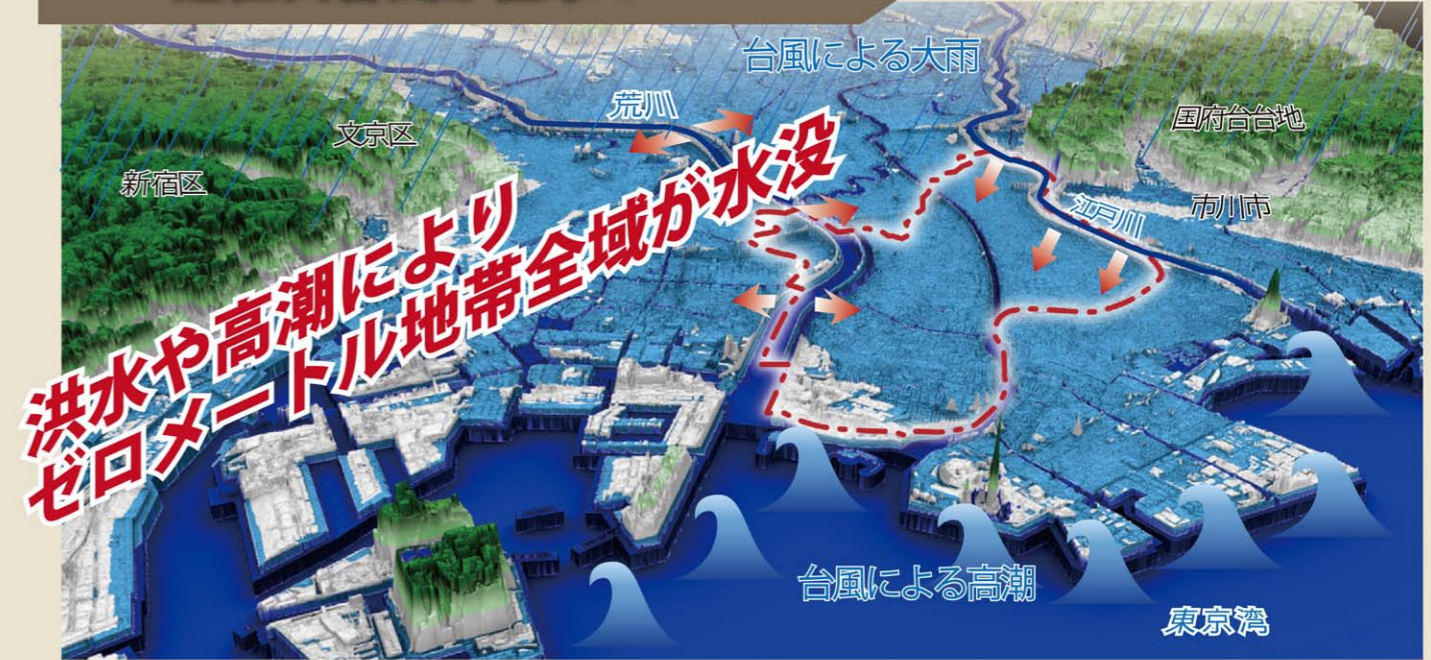 台風による大雨
荒川
国府台台地
文京区
新宿区
市川市
江戸川
洪水や高潮により
ゼロメートル地帯全域が水没
台風による高潮
東京湾